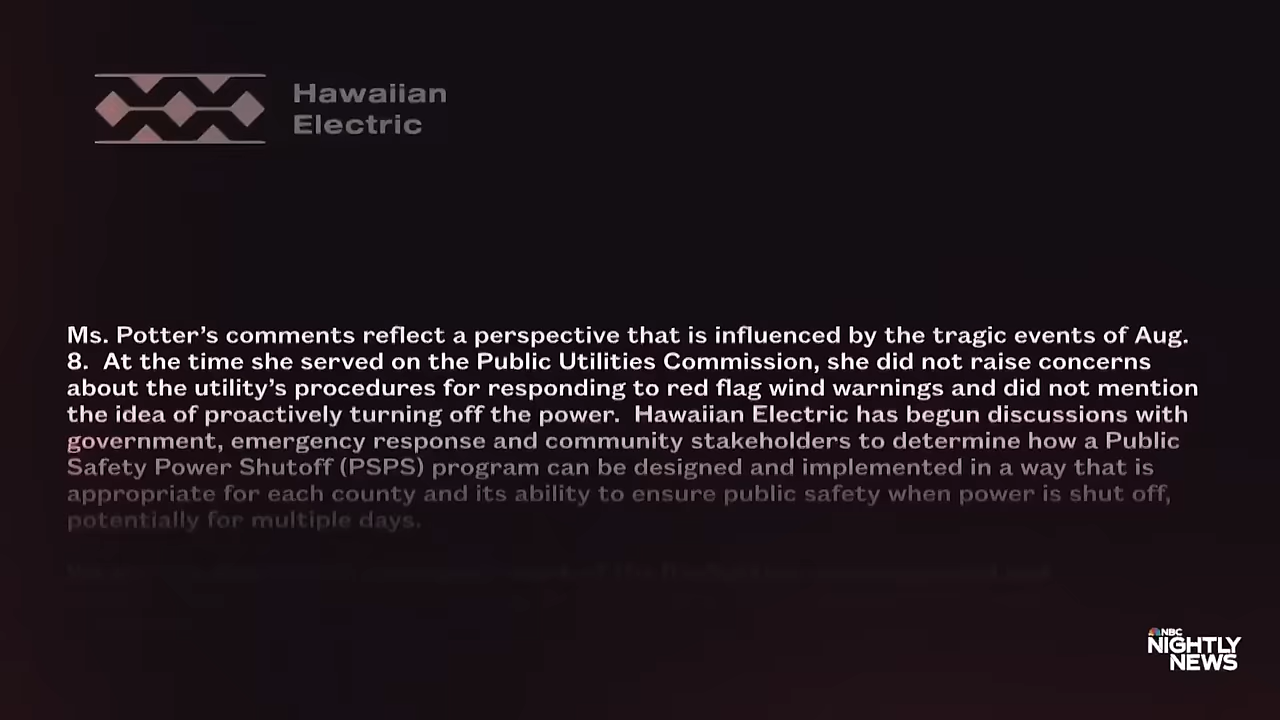 Hawaiian
Electric
Ms. Potter’s comments reflect a perspective that is influenced by the tragic events of Aug.
8.  At the time she served on the Public Utilities Commission, she did not raise concerns
about the utility’s procedures for responding to red flag wind warnings and did not mention
the idea of proactively turning off the power.  Hawaiian Electric has begun discussions with
government, emergency response and community stakeholders to determine how a Public
Safety Power Shutoff (PSPS) program can be designed and implemented in a way that is
appropriate for each county and its ability to ensure public safety when power is shut off,
potentially for multiple days.
NBC
NIGHTLY
NEWS